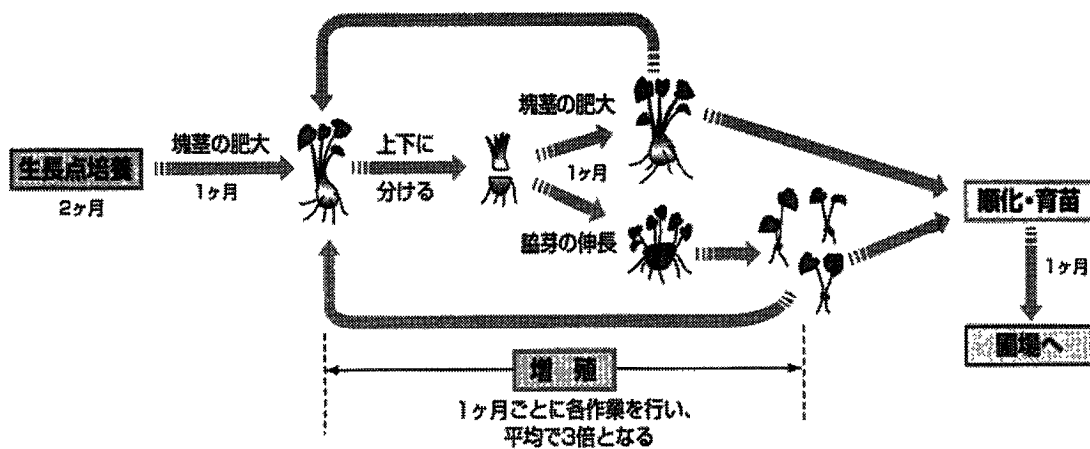 生長点培養
2ヶ月
塊茎の肥大
1ヶ月
上下に
分ける
塊茎の肥大
1ヶ月
脇芽の伸長
順化・育苗
1ヶ月
圃場へ
増殖
1ヶ月ごとに各作業を行い、
平均で3倍となる